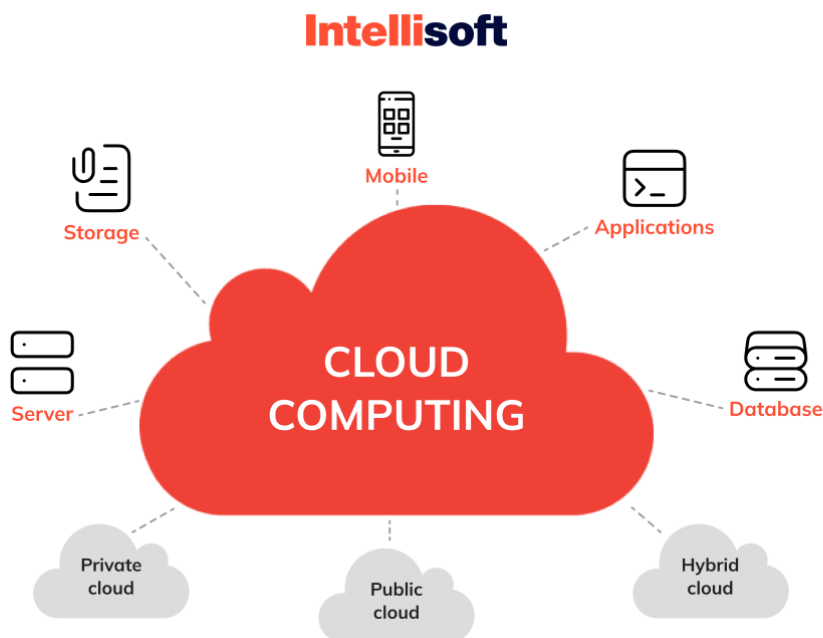 Intellisoft
Mobile
Storage
Applications
CLOUD
COMPUTING
Server
Database
Private
cloud
Public
cloud
Hybrid
cloud